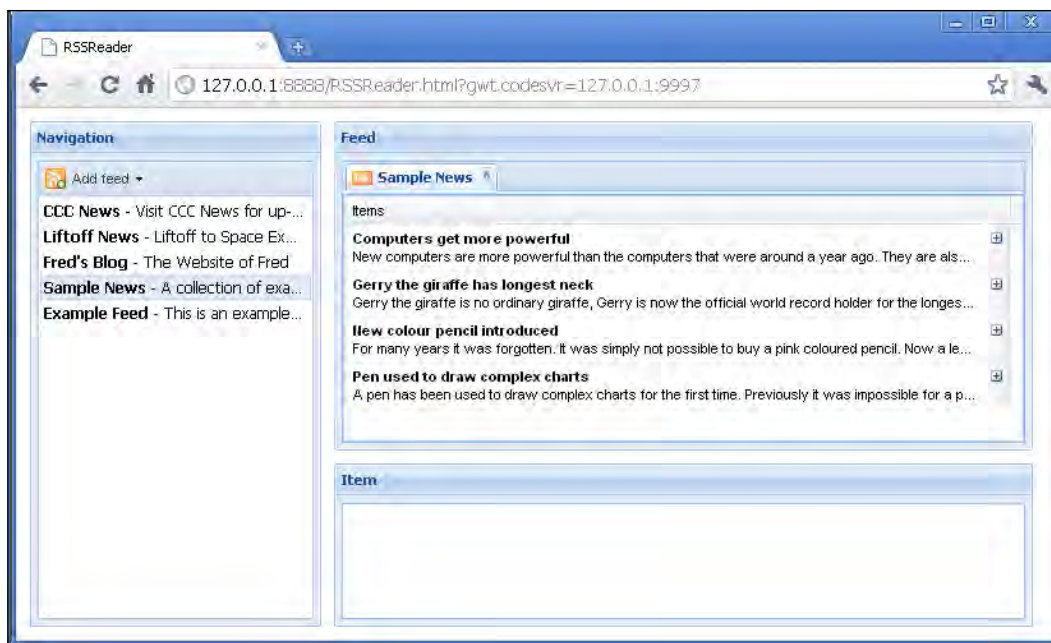 RSSReader
127.0.0.1:8888/RSSReader.html?gwt.codesvr=127.0.0.1:9997
Navigation
Add feed
CCC News - Visit CCC News for up-...
Liftoff News - Liftoff to Space Ex...
Fred's Blog - The Website of Fred
Sample News - A collection of exa...
Example Feed - This is an example...
Feed
Sample News
Items
Computers get more powerful
New computers are more powerful than the computers that were around a year ago. They are als...
Gerry the giraffe has longest neck
Gerry the giraffe is no ordinary giraffe, Gerry is now the official world record holder for the longes...
New colour pencil introduced
For many years it was forgotten. It was simply not possible to buy a pink coloured pencil. Now a le...
Pen used to draw complex charts
A pen has been used to draw complex charts for the first time. Previously it was impossible for a p...
Item